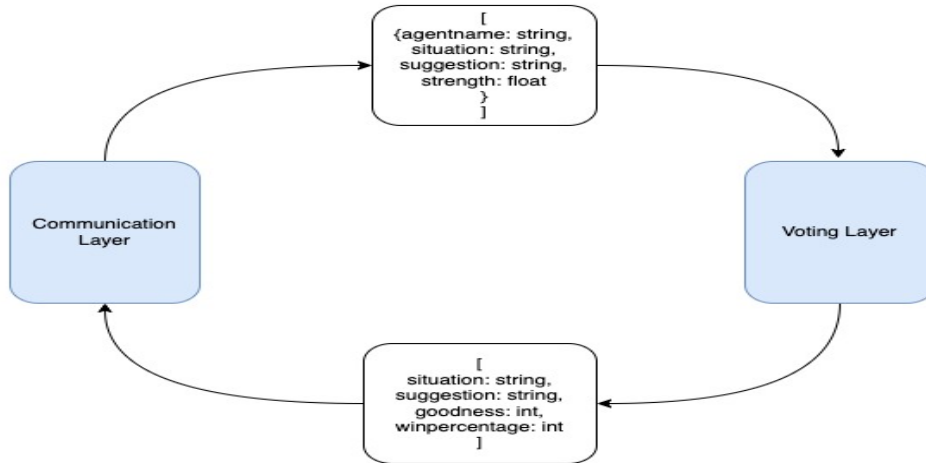 [
{agentname: string,
situation: string,
suggestion: string,
strength: float
}
]
Communication
Layer
Voting Layer
[
situation: string,
suggestion: string,
goodness: int,
winpercentage: int
]